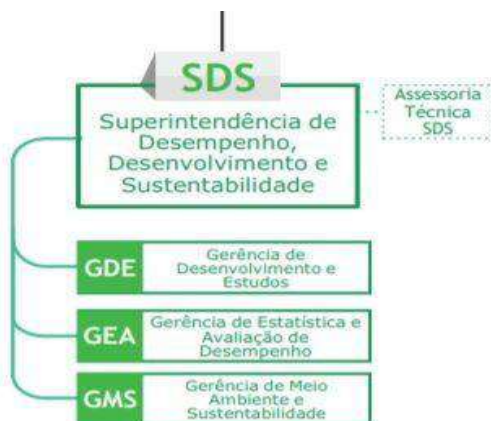 SDS
Superintendência de
Desempenho,
Desenvolvimento e
Sustentabilidade
Assessoria
Técnica
SDS
GDE
Gerência de
Desenvolvimento e
Estudos
GEA
Gerência de Estatística e
Avaliação de
Desempenho
GMS
Gerência de Meio
Ambiente e
Sustentabilidade